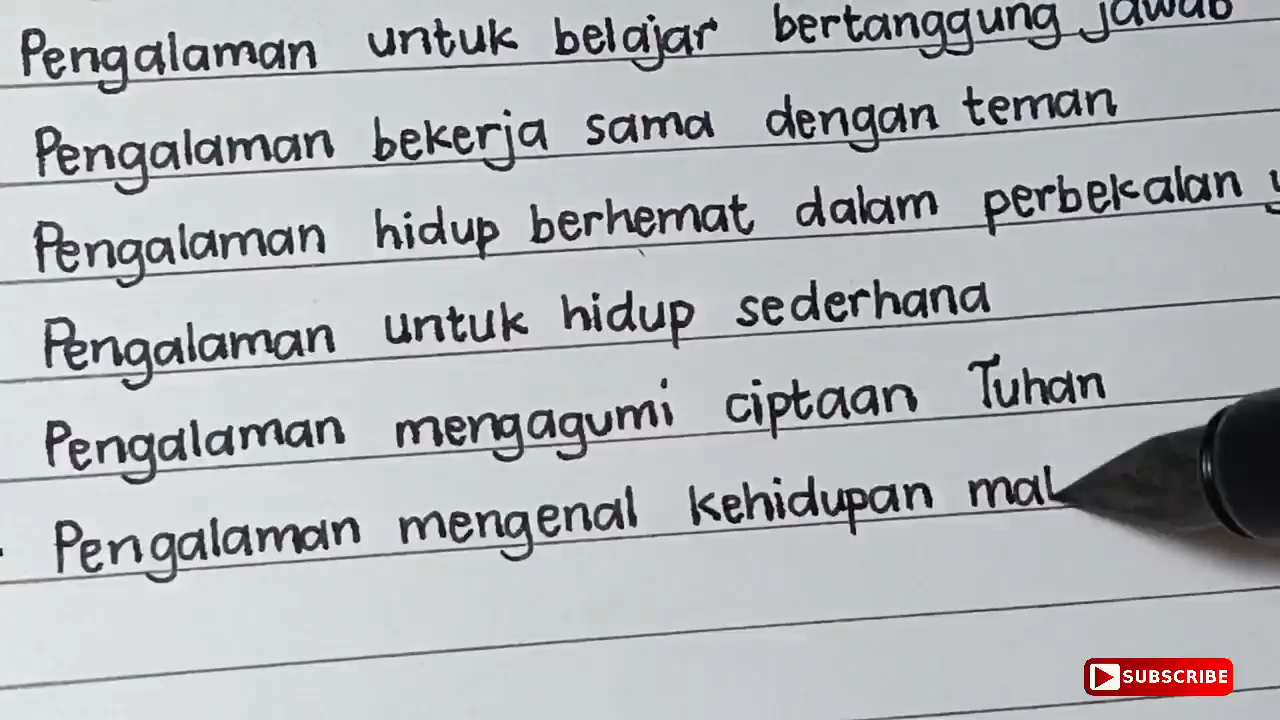 Pengalaman untuk belajar bertanggung jawab
Pengalaman bekerja sama dengan teman
Pengalaman hidup berhemat dalam perbekalan y
Pengalaman untuk hidup sederhana
Pengalaman mengagumi ciptaan Tuhan
Pengalaman mengenal kehidupan mal
SUBSCRIBE